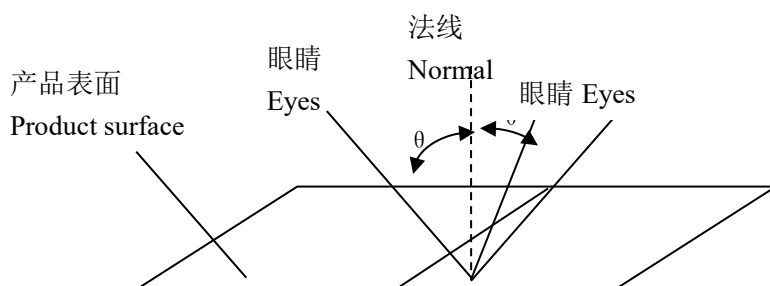 法线
Normal
眼睛
Eyes
眼睛 Eyes
产品表面
Product surface
θ